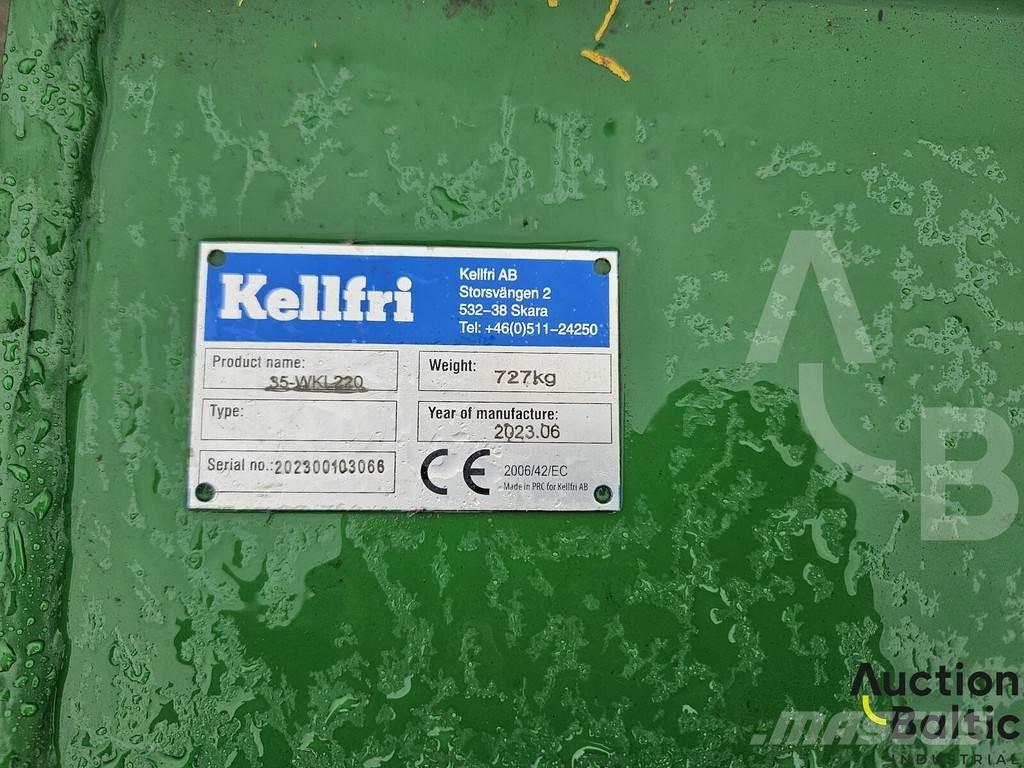 Kellfri
Kellfri AB
Storsvängen 2
532-38 Skara
Tel: +46(0)511-24250
Product name:
35-WKL220
Weight: 727kg
Type:
Year of manufacture:
2023.06
Serial no.: 202300103066
CE 2006/42/EC
Made in PRC for Kellfri AB
AB
Auction
Baltic
INDUSTRIAL
MASCUS